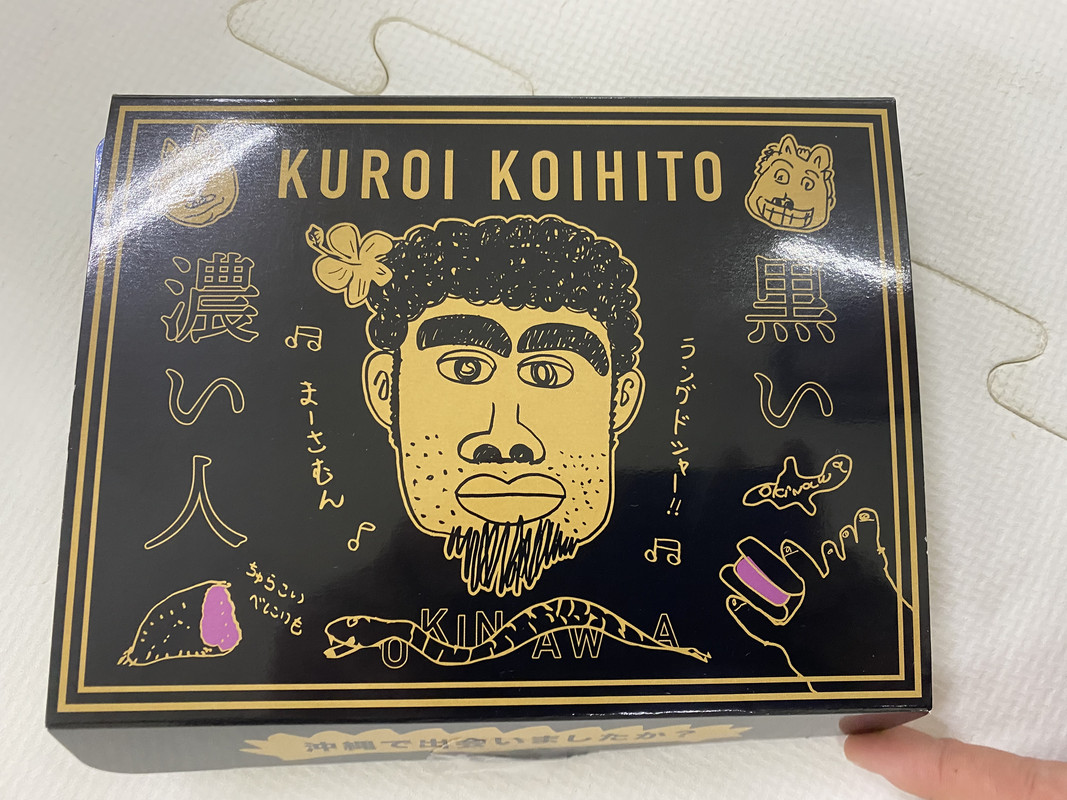 KUROI KOIHITO
黒い
濃い人
ラングドシャー!!
まーさむん
okinawa
ちゅらこい
べにいも
OKINAWA
沖縄で出会いましたか?